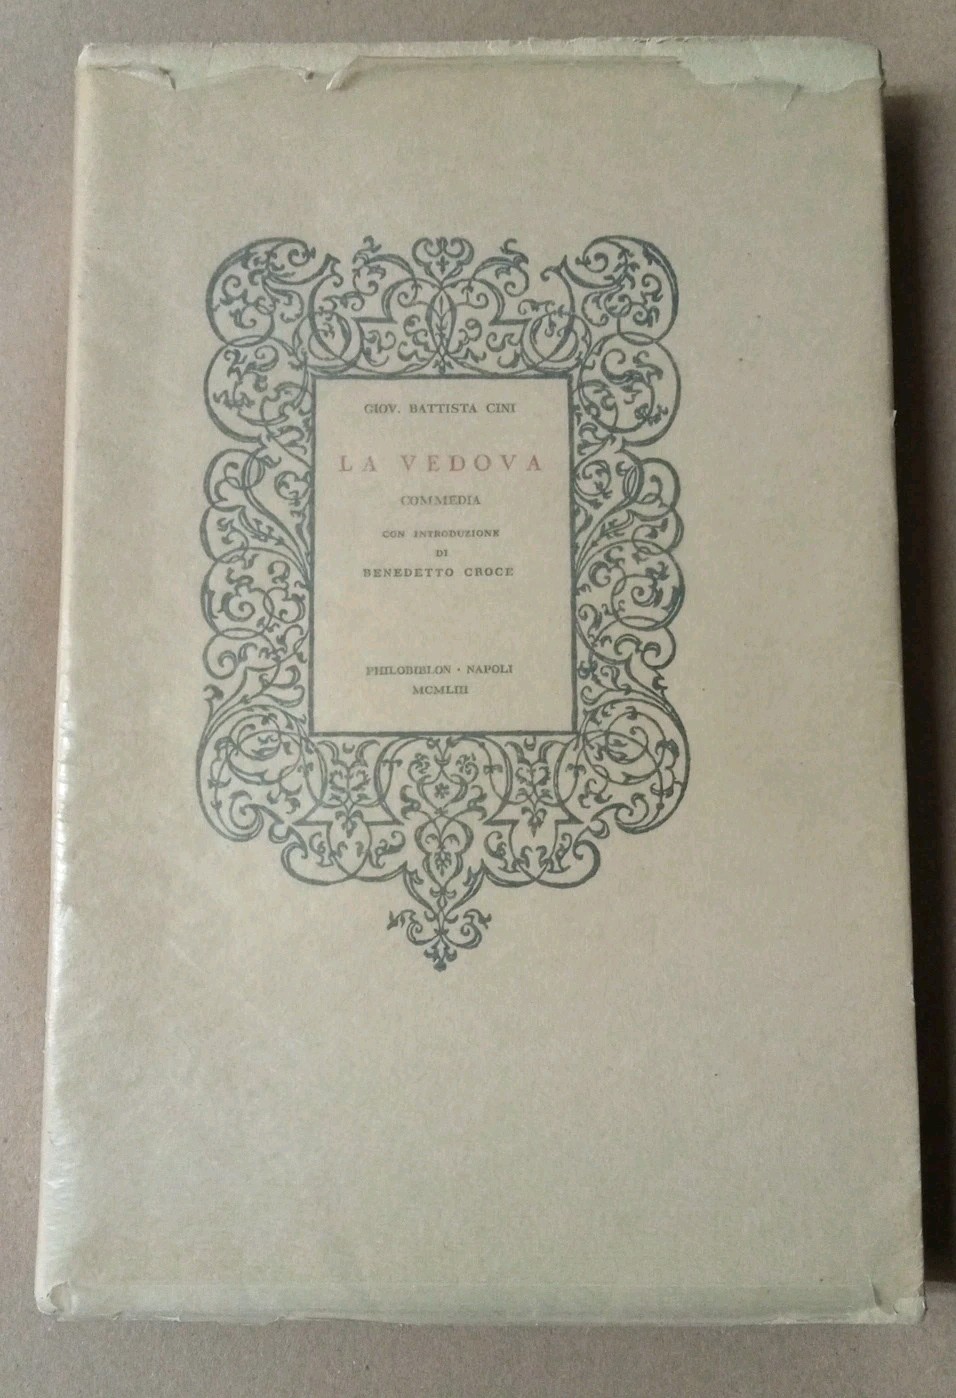 GIOV. BATTISTA CINI
LA VEDOVA
COMMEDIA
CON INTRODUZIONE
DI
BENEDETTO CROCE
PHILOBIBLON · NAPOLI
MCMLIII